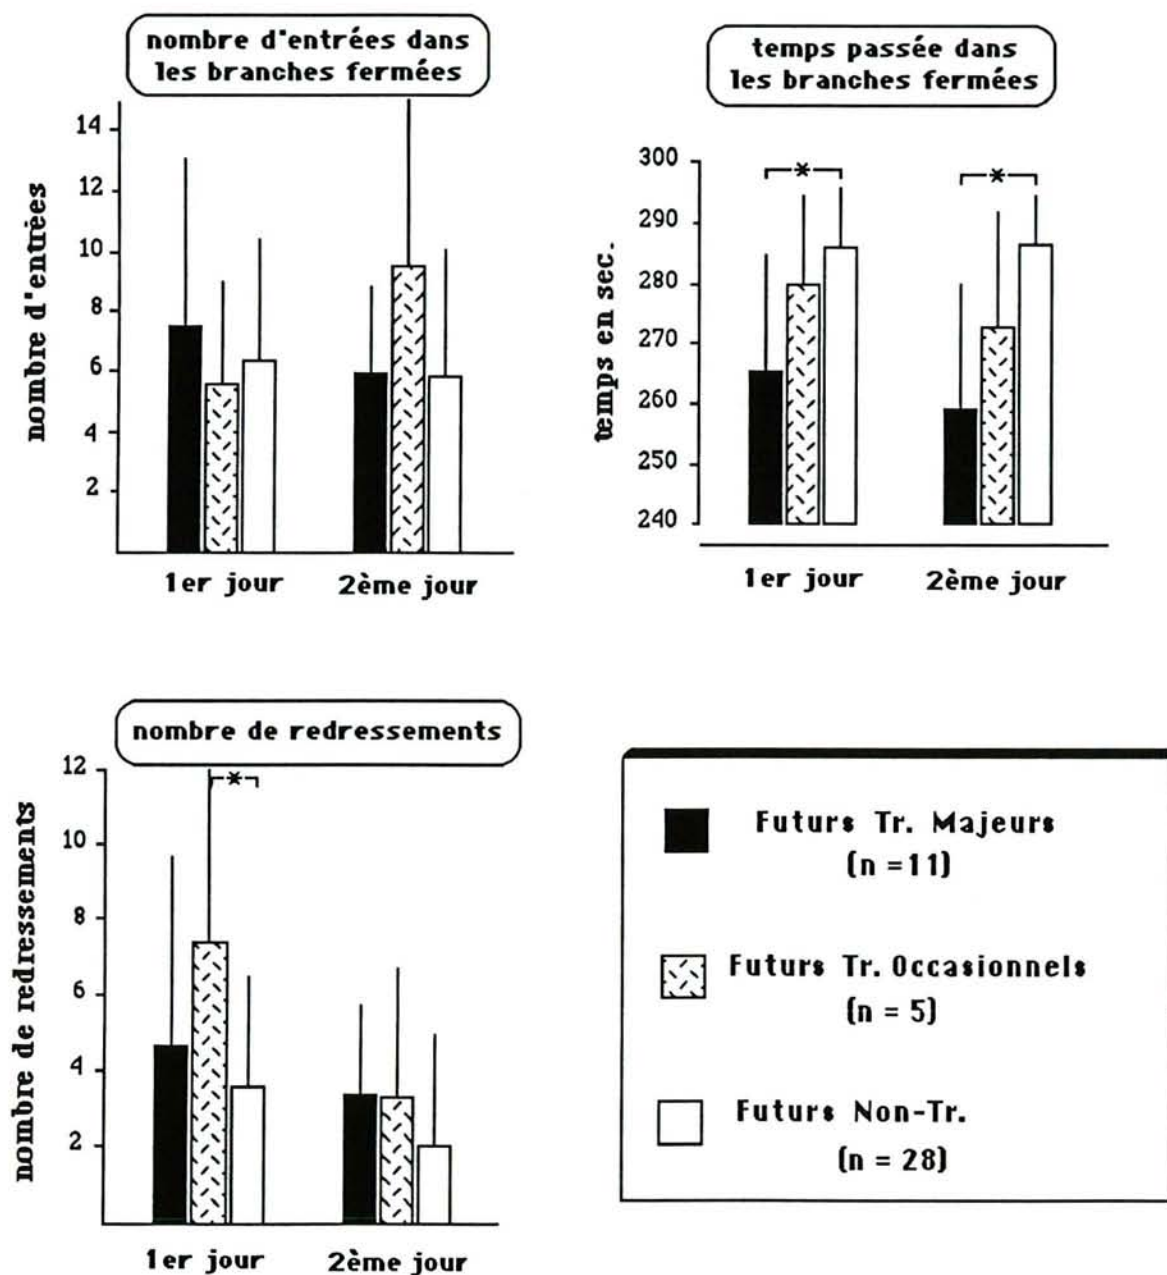 nombre d'entrées dans
les branches fermées
nombre d'entrées
14
12
10
8
6
4
2
1er jour
2ème jour
temps passée dans
les branches fermées
temps en sec.
300
290
280
270
260
250
240
*
*
1er jour
2ème jour
nombre de redressements
nombre de redressements
12
10
8
6
4
2
*
1er jour
2ème jour
Futurs Tr. Majeurs
(n =11)
Futurs Tr. Occasionnels
(n = 5)
Futurs Non-Tr.
(n = 28)